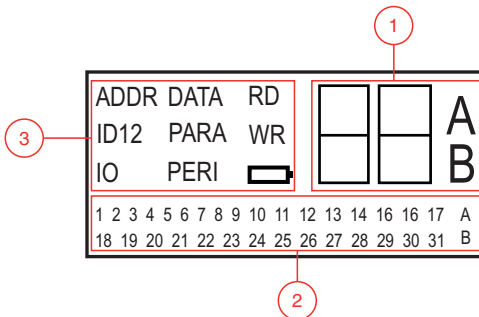 1
ADDR DATA RD
ID12 PARA WR
IO PERI
A
B
3
1 2 3 4 5 6 7 8 9 10 11 12 13 14 16 16 17 A
18 19 20 21 22 23 24 25 26 27 28 29 30 31 B
2